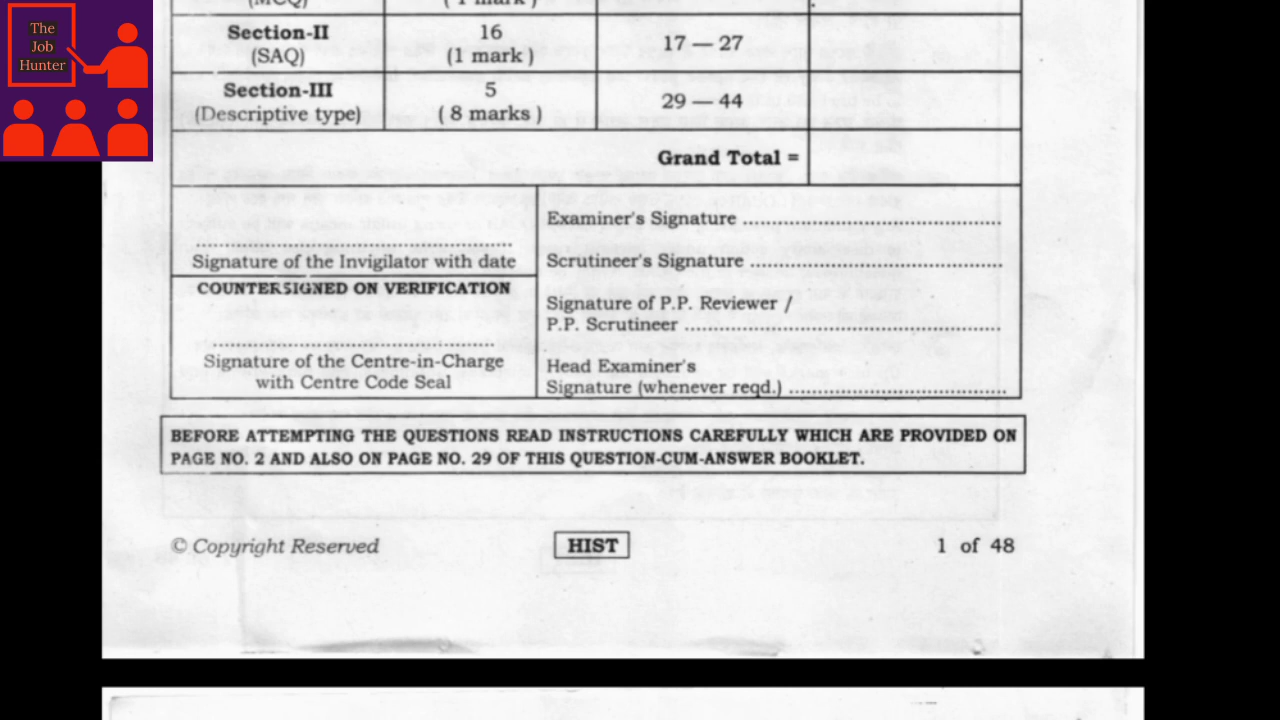 The
Job
Hunter
(MCQ) ( 1 mark )
Section-II 16
(SAQ) (1 mark ) 17 — 27
Section-III 5
(Descriptive type) ( 8 marks ) 29 — 44
Grand Total =
Examiner's Signature
Signature of the Invigilator with date
Scrutineer's Signature
COUNTERSIGNED ON VERIFICATION
Signature of P.P. Reviewer /
P.P. Scrutineer
Signature of the Centre-in-Charge
with Centre Code Seal
Head Examiner's
Signature (whenever reqd.)
BEFORE ATTEMPTING THE QUESTIONS READ INSTRUCTIONS CAREFULLY WHICH ARE PROVIDED ON
PAGE NO. 2 AND ALSO ON PAGE NO. 29 OF THIS QUESTION-CUM-ANSWER BOOKLET.
© Copyright Reserved HIST 1 of 48